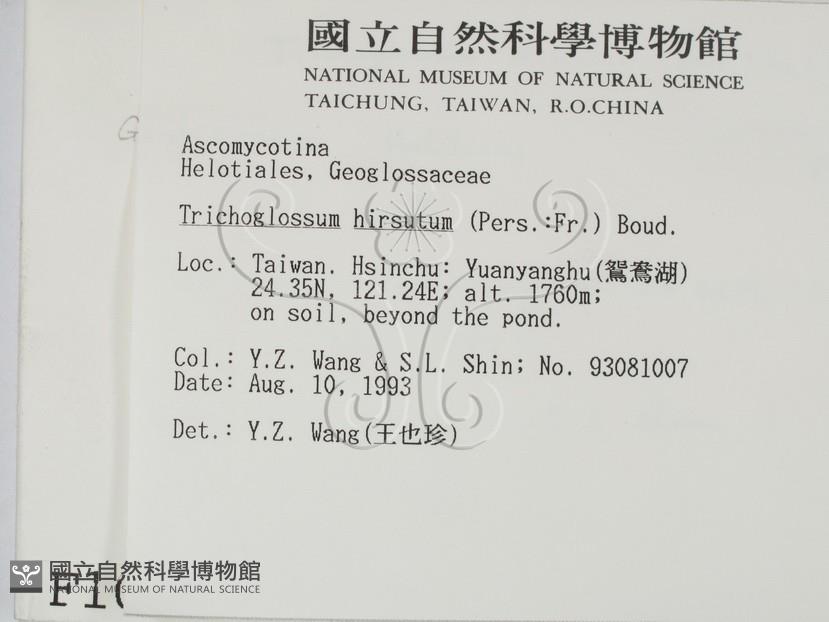 國立自然科學博物館
NATIONAL MUSEUM OF NATURAL SCIENCE
TAICHUNG, TAIWAN, R.O.CHINA
G
Ascomycotina
Helotiales, Geoglossaceae
Trichoglossum hirsutum (Pers.:Fr.) Boud.
Loc.: Taiwan. Hsinchu: Yuanyanghu(鴛鴦湖)
24.35N, 121.24E; alt. 1760m;
on soil, beyond the pond.
Col.: Y.Z. Wang & S.L. Shin; No. 93081007
Date: Aug. 10, 1993
Det.: Y.Z. Wang(王也珍)
國立自然科學博物館
NATIONAL MUSEUM OF NATURAL SCIENCE